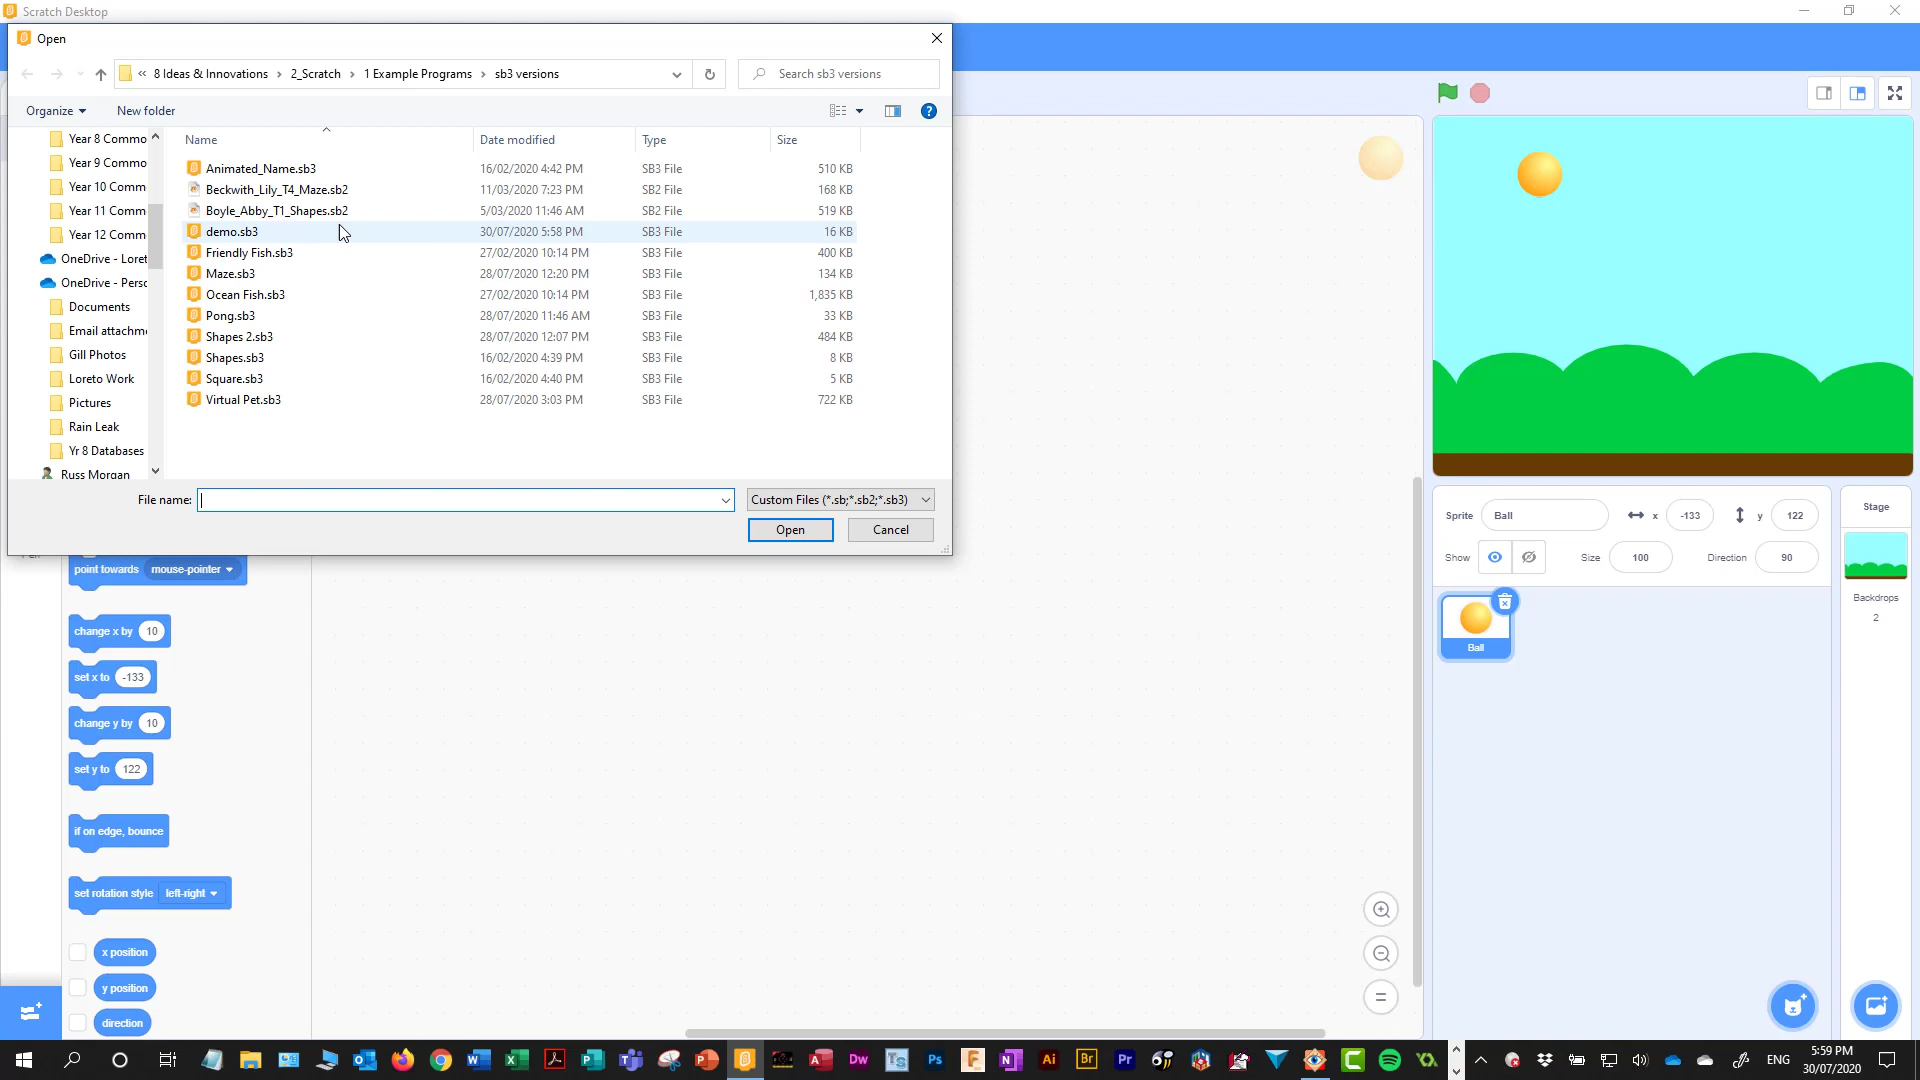 Scratch Desktop
Open
« 8 Ideas & Innovations › 2_Scratch › 1 Example Programs › sb3 versions
Search sb3 versions
Organize
New folder
Name Date modified Type Size
Animated_Name.sb3 16/02/2020 4:42 PM SB3 File 510 KB
Beckwith_Lily_T4_Maze.sb2 11/03/2020 7:23 PM SB2 File 168 KB
Boyle_Abby_T1_Shapes.sb2 5/03/2020 11:46 AM SB2 File 519 KB
demo.sb3 30/07/2020 5:58 PM SB3 File 16 KB
Friendly Fish.sb3 27/02/2020 10:14 PM SB3 File 400 KB
Maze.sb3 28/07/2020 12:20 PM SB3 File 134 KB
Ocean Fish.sb3 27/02/2020 10:14 PM SB3 File 1,835 KB
Pong.sb3 28/07/2020 11:46 AM SB3 File 33 KB
Shapes 2.sb3 28/07/2020 12:07 PM SB3 File 484 KB
Shapes.sb3 16/02/2020 4:39 PM SB3 File 8 KB
Square.sb3 16/02/2020 4:40 PM SB3 File 5 KB
Virtual Pet.sb3 28/07/2020 3:03 PM SB3 File 722 KB
Year 8 Commo
Year 9 Commo
Year 10 Comm
Year 11 Comm
Year 12 Comm
OneDrive - Loret
OneDrive - Perso
Documents
Email attachme
Gill Photos
Loreto Work
Pictures
Rain Leak
Yr 8 Databases
Russ Morgan
File name:
Custom Files (*.sb;*.sb2;*.sb3)
Open
Cancel
point towards mouse-pointer
change x by 10
set x to -133
change y by 10
set y to 122
if on edge, bounce
set rotation style left-right
x position
y position
direction
Sprite Ball x -133 y 122
Show Size 100 Direction 90
Ball
Stage
Backdrops
2
ENG
5:59 PM
30/07/2020